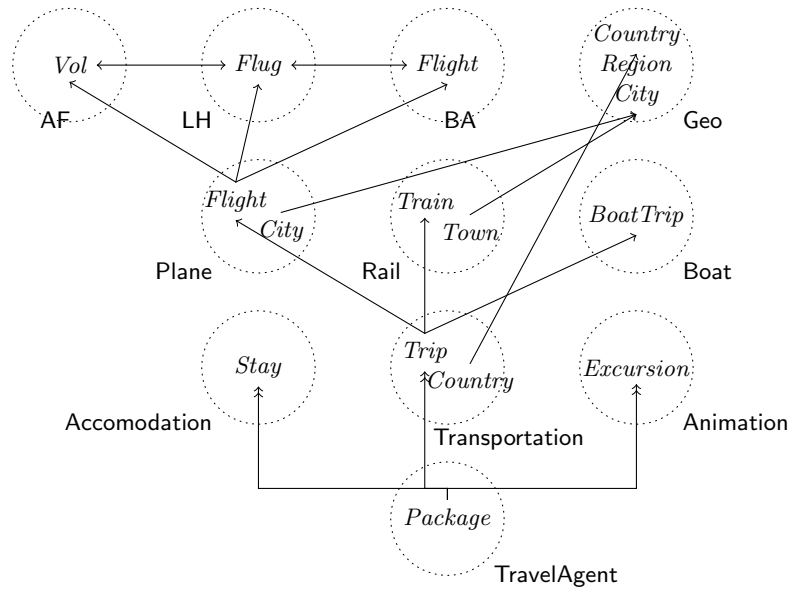 Country
Vol Flug Flight Region
City
AF LH BA Geo
Flight Train BoatTrip
City Town
Plane Rail Boat
Trip
Stay Excursion
Country
Accomodation Animation
Transportation
Package
TravelAgent